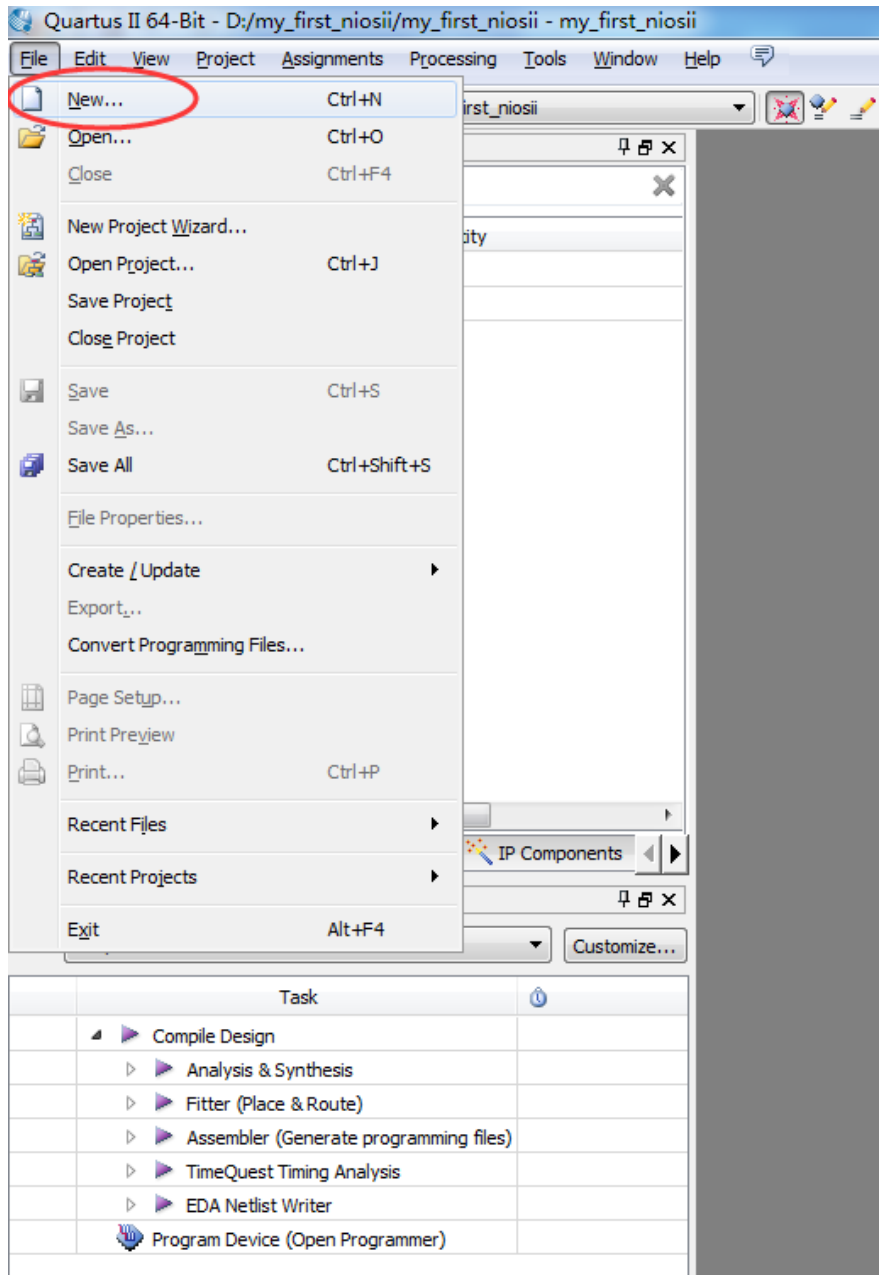 Quartus II 64-Bit - D:/my_first_niosii/my_first_niosii - my_first_niosii
File Edit View Project Assignments Processing Tools Window Help
New... Ctrl+N
irst_niosii
Open... Ctrl+O
Close Ctrl+F4
New Project Wizard...
tity
Open Project... Ctrl+J
Save Project
Close Project
Save Ctrl+S
Save As...
Save All Ctrl+Shift+S
File Properties...
Create / Update
Export...
Convert Programming Files...
Page Setup...
Print Preview
Print... Ctrl+P
Recent Files
IP Components
Recent Projects
Exit Alt+F4
Customize...
Task
Compile Design
Analysis & Synthesis
Fitter (Place & Route)
Assembler (Generate programming files)
TimeQuest Timing Analysis
EDA Netlist Writer
Program Device (Open Programmer)